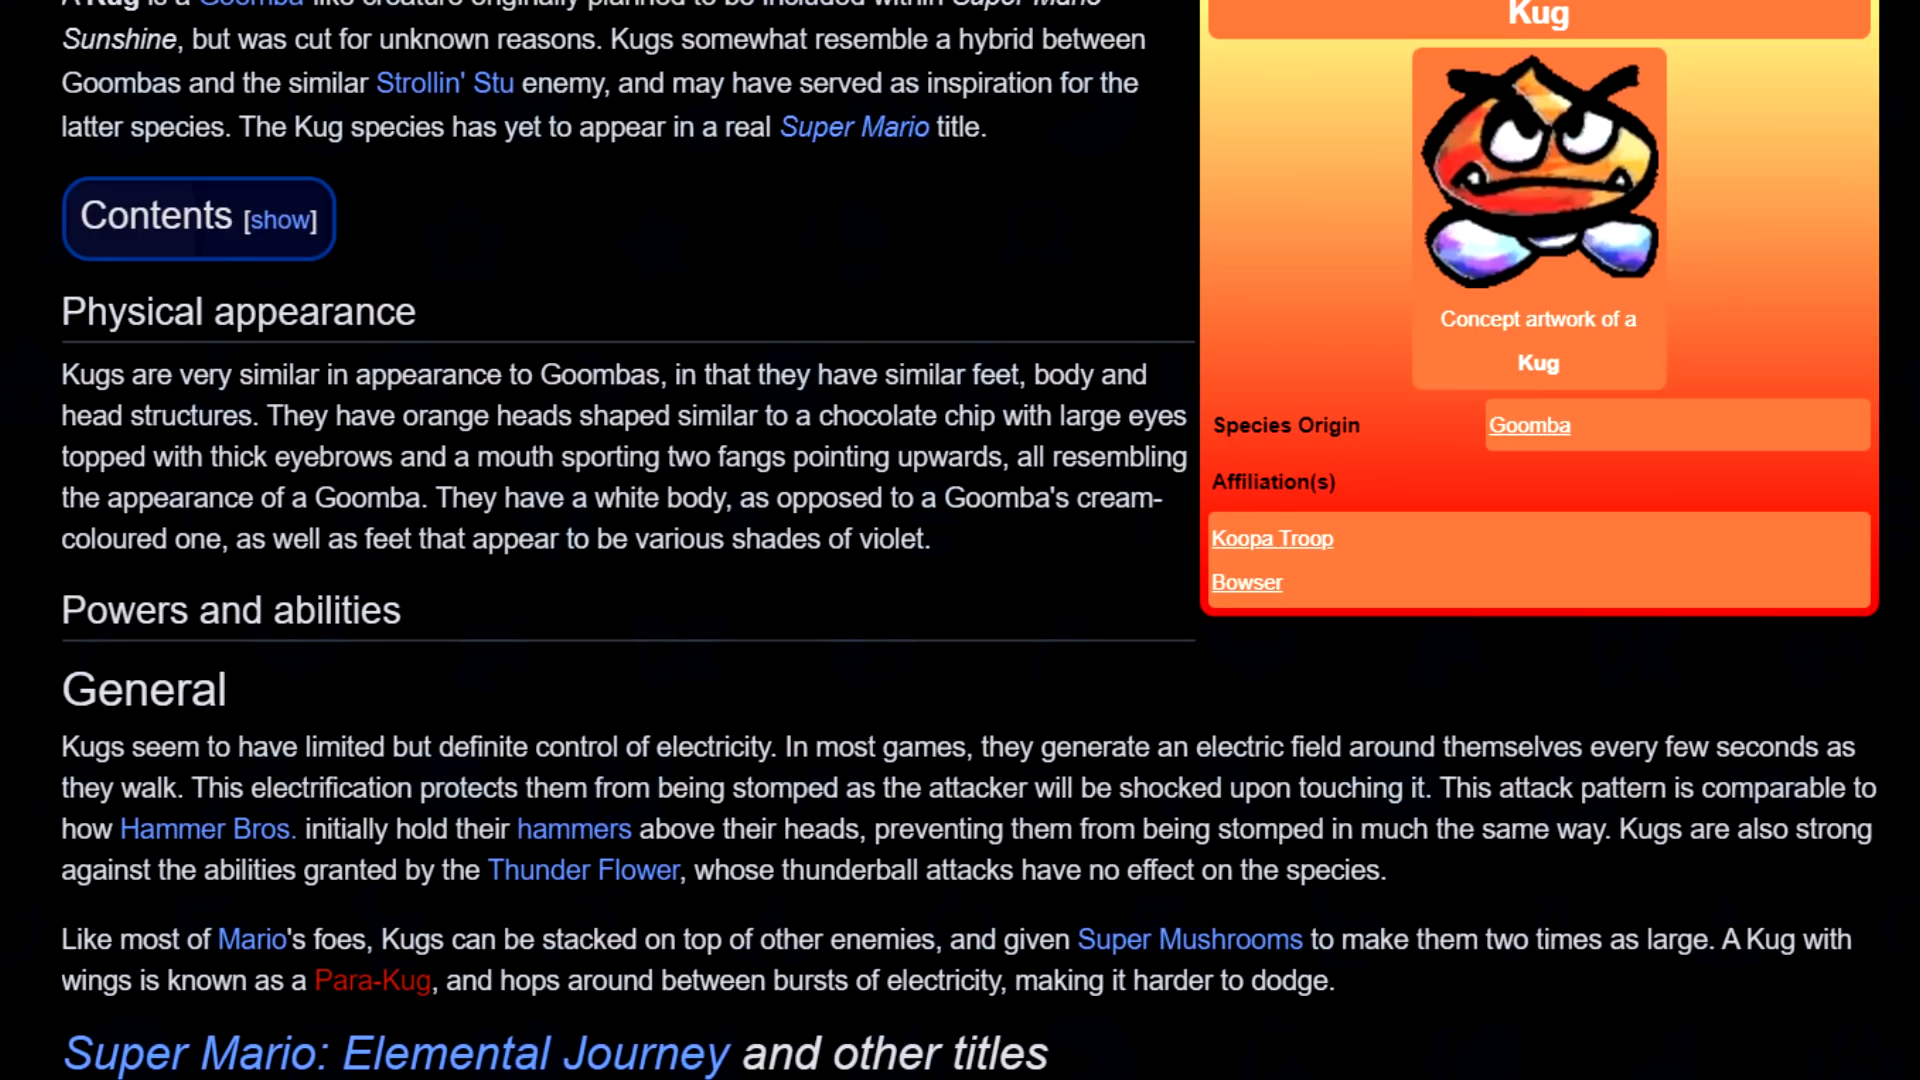 A Kug is a Goomba-like creature originally planned to be included within Super Mario
Sunshine, but was cut for unknown reasons. Kugs somewhat resemble a hybrid between
Goombas and the similar Strollin' Stu enemy, and may have served as inspiration for the
latter species. The Kug species has yet to appear in a real Super Mario title.
Contents [show]
Physical appearance
Kugs are very similar in appearance to Goombas, in that they have similar feet, body and
head structures. They have orange heads shaped similar to a chocolate chip with large eyes
topped with thick eyebrows and a mouth sporting two fangs pointing upwards, all resembling
the appearance of a Goomba. They have a white body, as opposed to a Goomba's cream-
coloured one, as well as feet that appear to be various shades of violet.
Kug
Concept artwork of a
Kug
Species Origin
Goomba
Affiliation(s)
Koopa Troop
Bowser
Powers and abilities
General
Kugs seem to have limited but definite control of electricity. In most games, they generate an electric field around themselves every few seconds as
they walk. This electrification protects them from being stomped as the attacker will be shocked upon touching it. This attack pattern is comparable to
how Hammer Bros. initially hold their hammers above their heads, preventing them from being stomped in much the same way. Kugs are also strong
against the abilities granted by the Thunder Flower, whose thunderball attacks have no effect on the species.
Like most of Mario's foes, Kugs can be stacked on top of other enemies, and given Super Mushrooms to make them two times as large. A Kug with
wings is known as a Para-Kug, and hops around between bursts of electricity, making it harder to dodge.
Super Mario: Elemental Journey and other titles